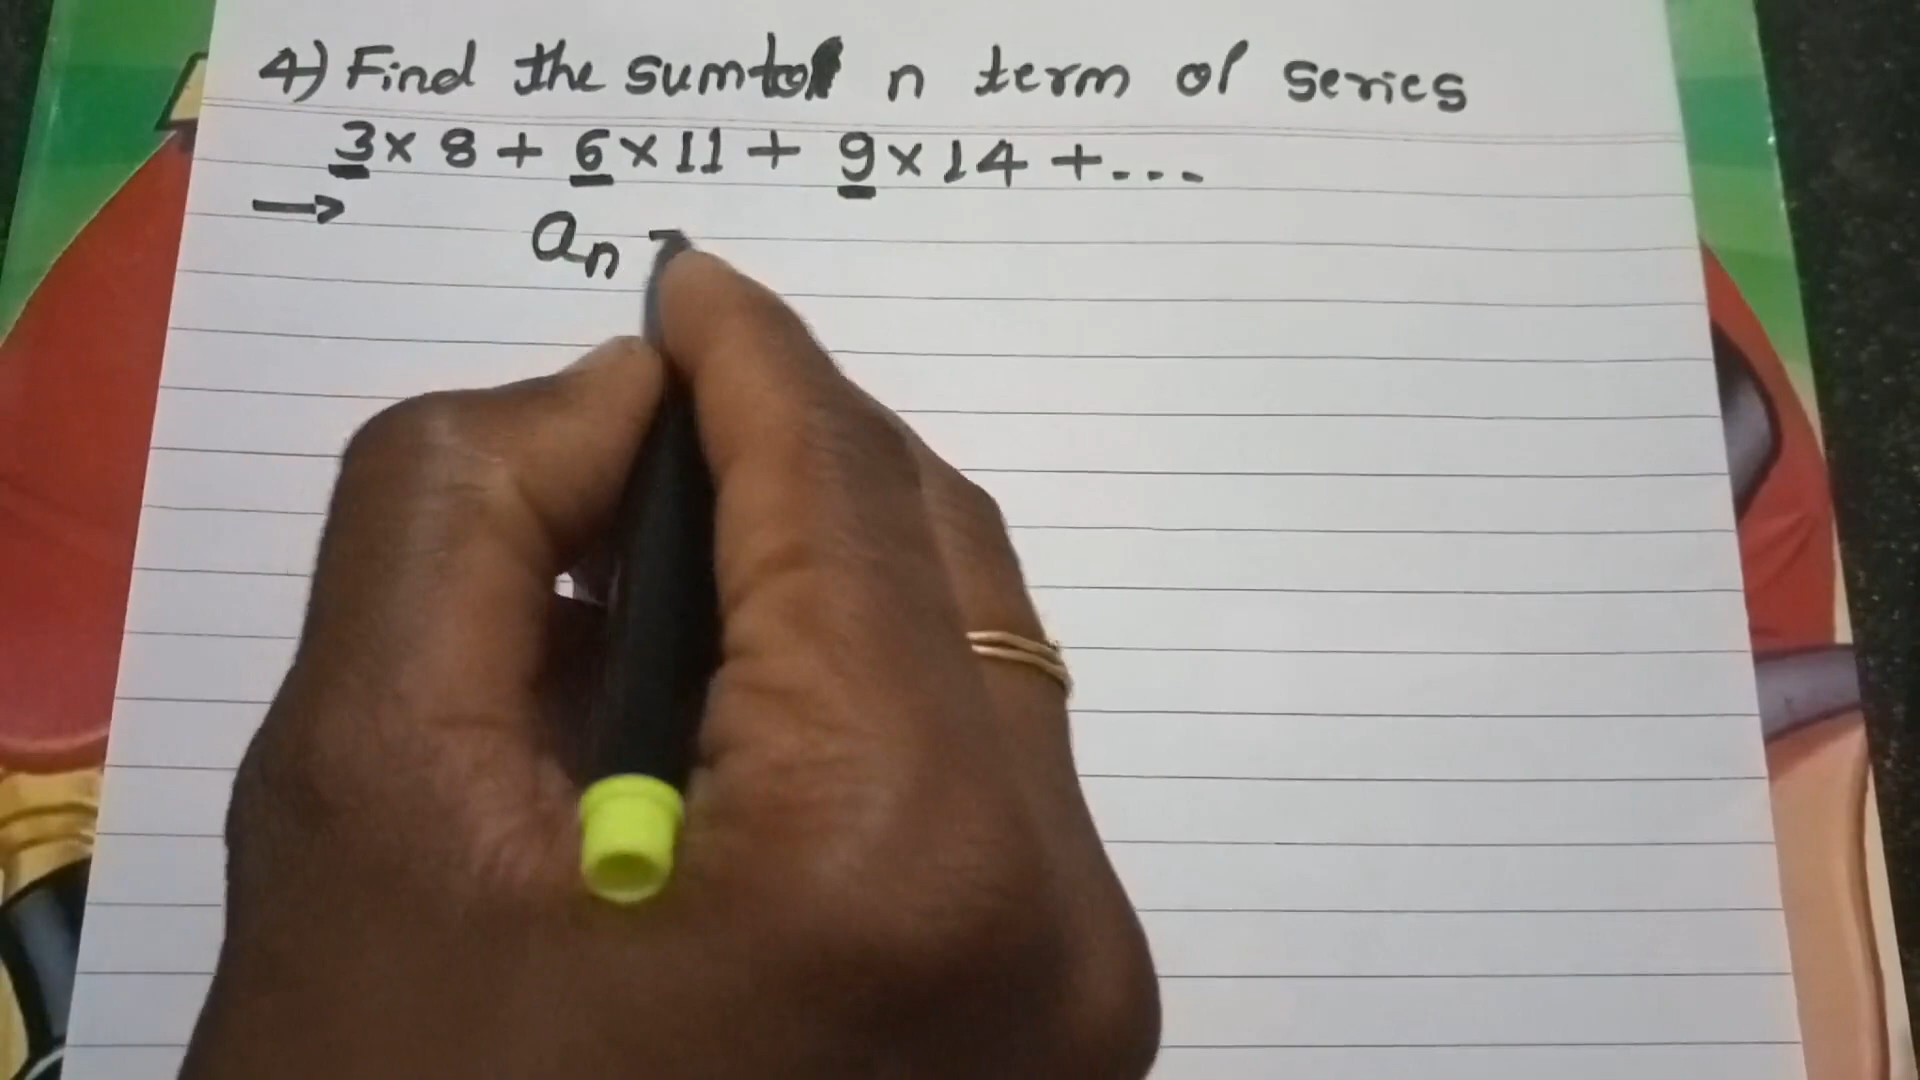 4) Find the sum to n term of series
3 × 8 + 6 × 11 + 9 × 14 + ...
→ an -